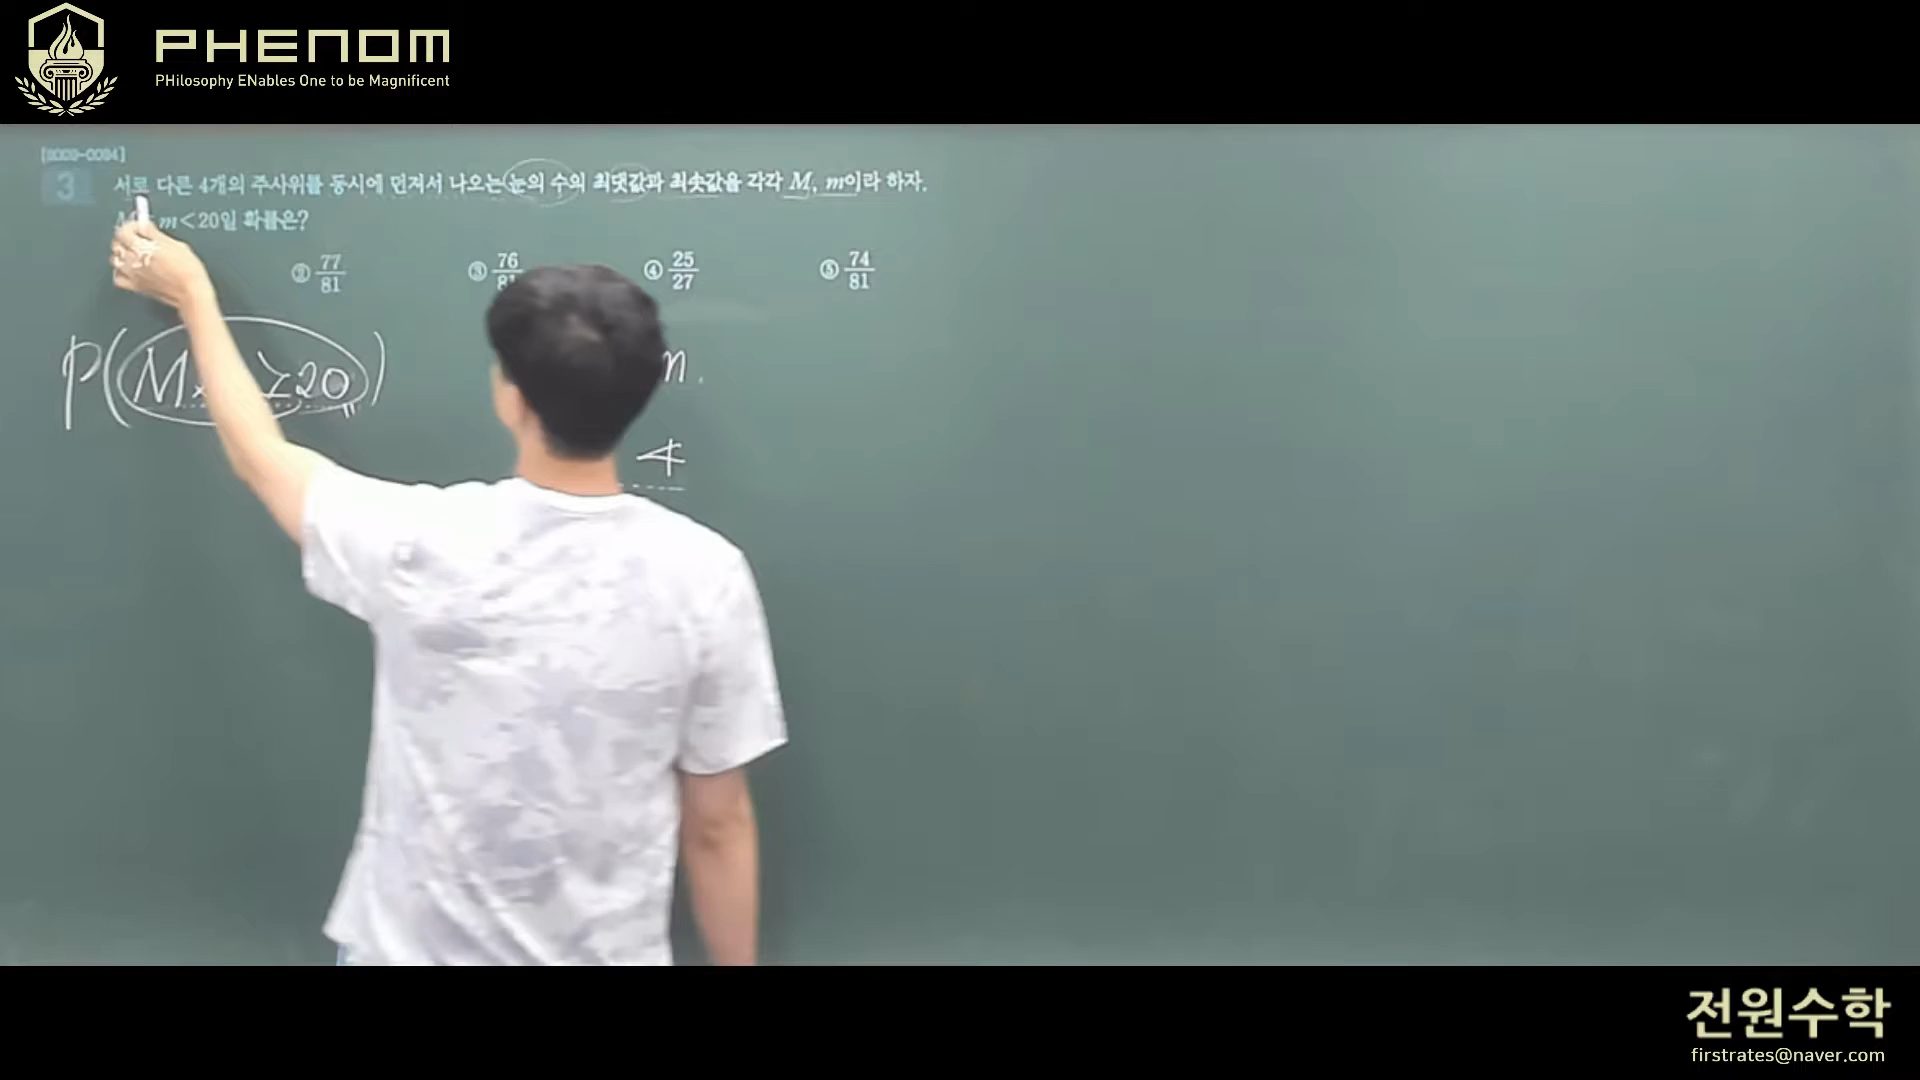 PHENOM
PHilosophy ENables One to be Magnificent
3 서로 다른 4개의 주사위를 동시에 던져서 나오는 눈의 수의 최댓값과 최솟값을 각각 M, m이라 하자.
m<20일 확률은?
② 77/81 ③ 76/81 ④ 25/27 ⑤ 74/81
P(M× ≥20)
4
전원수학
firstrates@naver.com